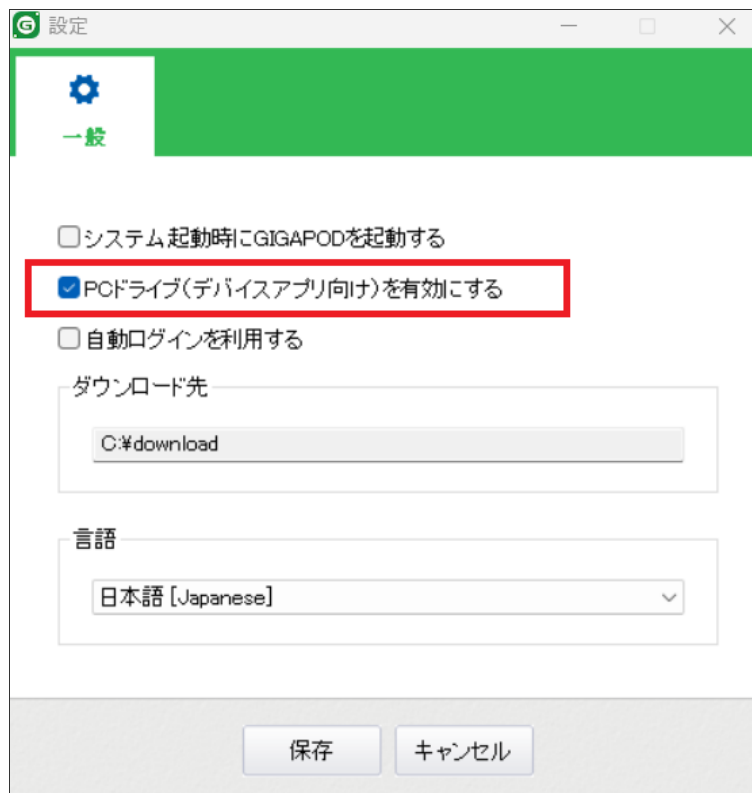 設定
一般
システム起動時にGIGAPODを起動する
PCドライブ(デバイスアプリ向け)を有効にする
自動ログインを利用する
ダウンロード先
C:¥download
言語
日本語 [Japanese]
保存 キャンセル